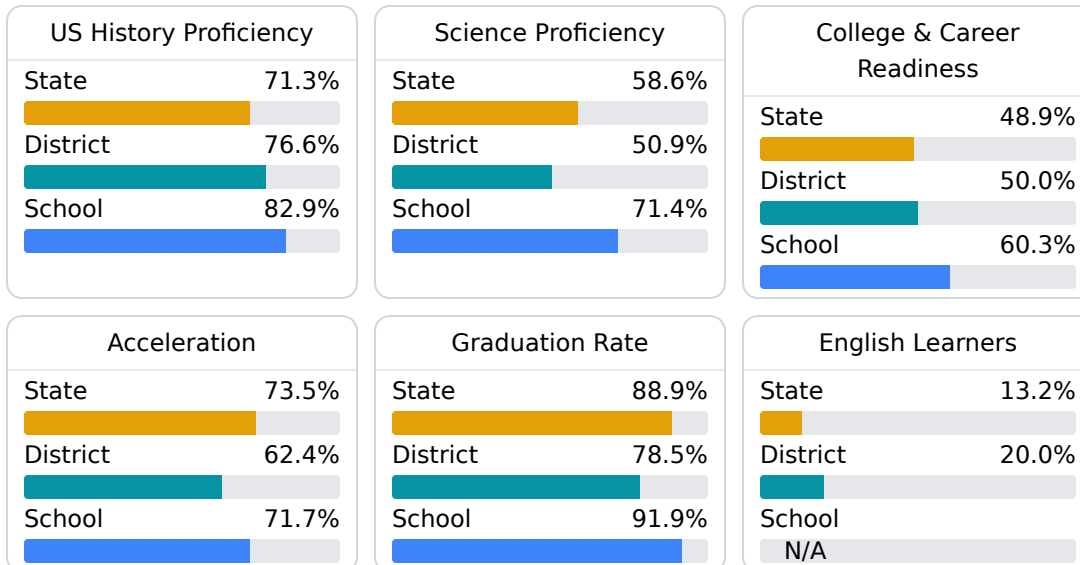 US History Proficiency
State 71.3%
District 76.6%
School 82.9%
Science Proficiency
State 58.6%
District 50.9%
School 71.4%
College & Career
Readiness
State 48.9%
District 50.0%
School 60.3%
Acceleration
State 73.5%
District 62.4%
School 71.7%
Graduation Rate
State 88.9%
District 78.5%
School 91.9%
English Learners
State 13.2%
District 20.0%
School
N/A